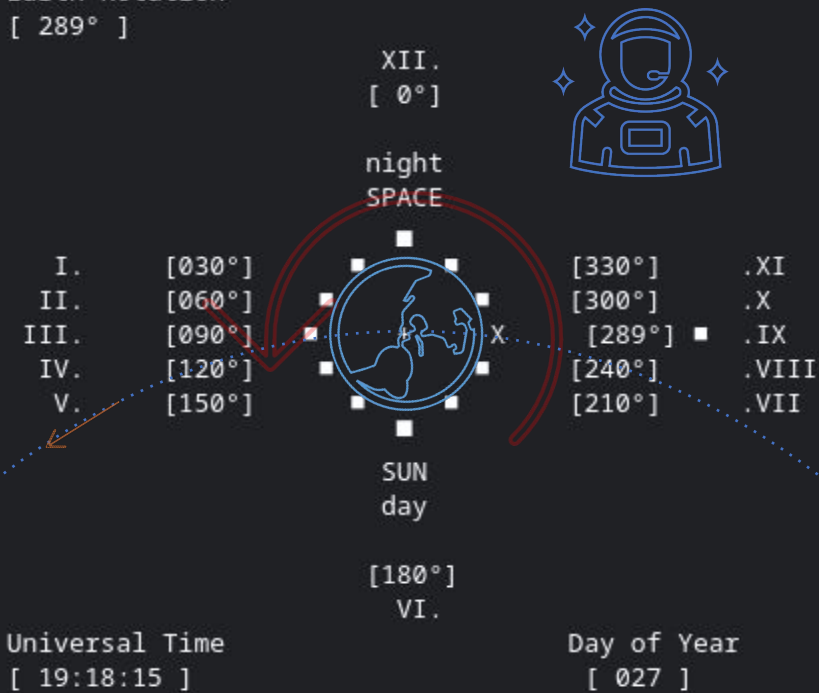 [ 289° ]
XII.
[ 0°]
night
SPACE
I. [030°] [330°] .XI
II. [060°] [300°] .X
III. [090°] X [289°] .IX
IV. [120°] [240°] .VIII
V. [150°] [210°] .VII
SUN
day
[180°]
VI.
Universal Time Day of Year
[ 19:18:15 ] [ 027 ]